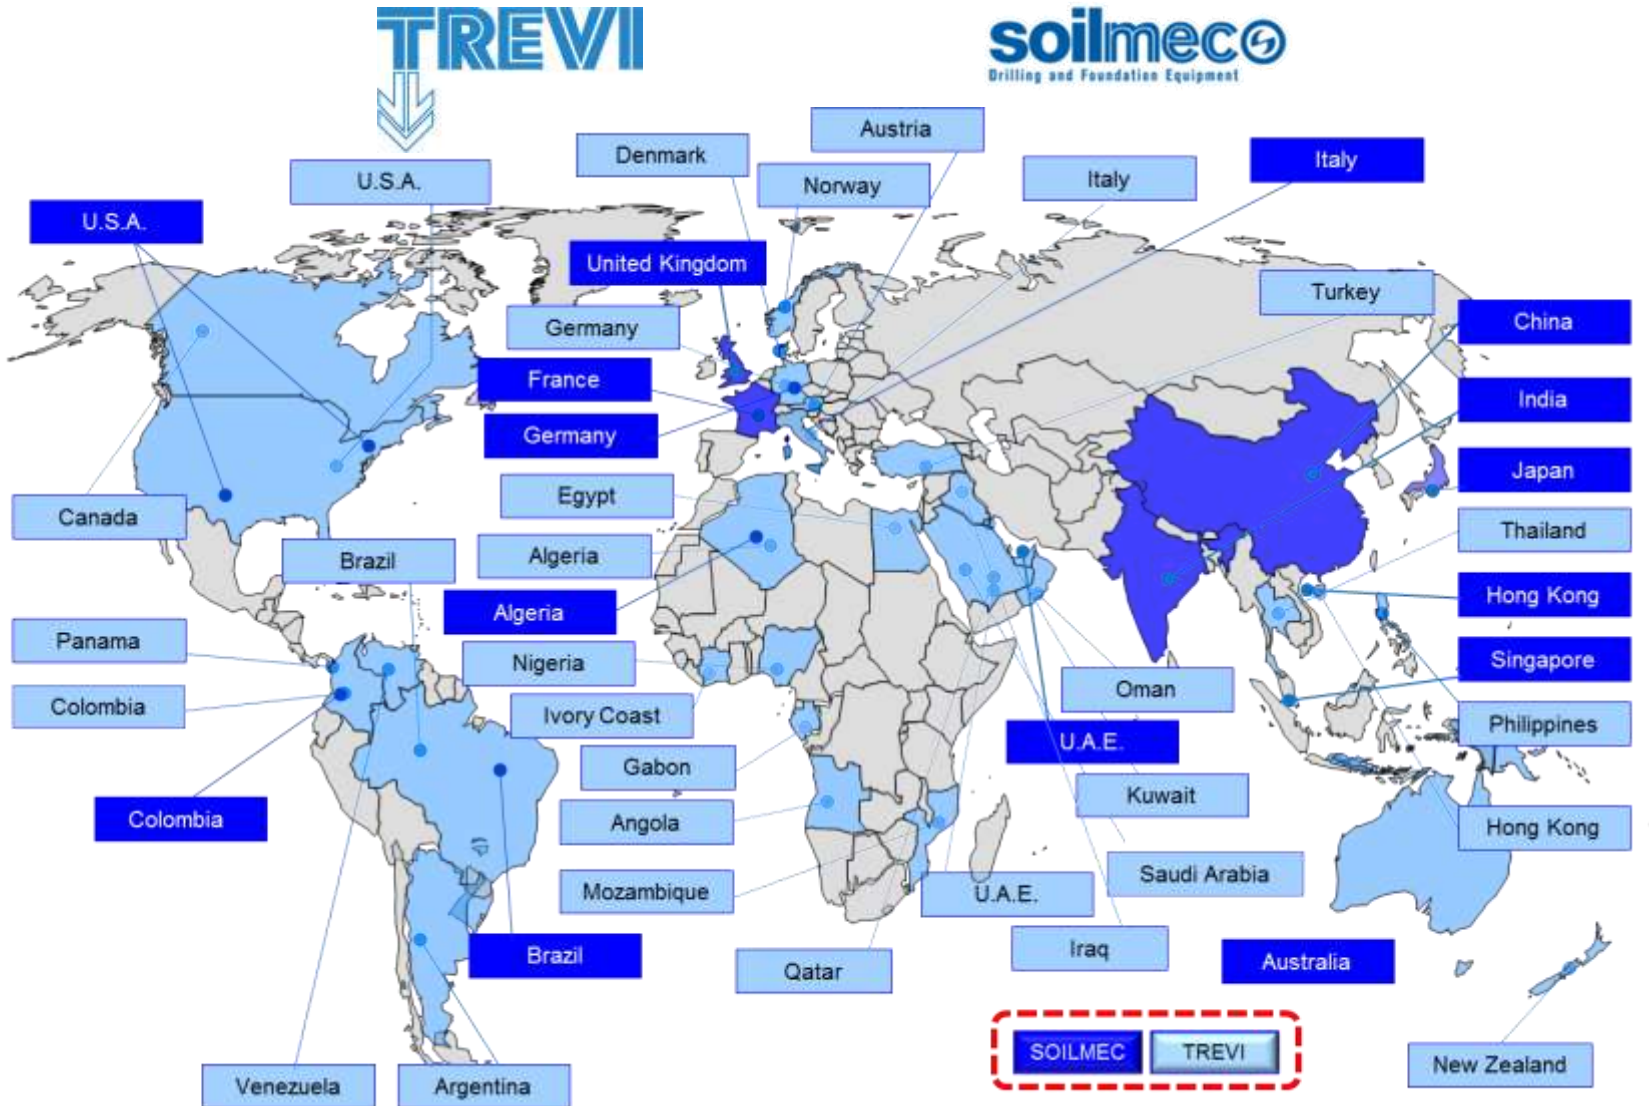 TREVI
soilmec
Drilling and Foundation Equipment
Austria
Denmark
Italy
U.S.A.
Norway
Italy
U.S.A.
United Kingdom
Turkey
Germany
China
France
India
Germany
Japan
Egypt
Canada
Thailand
Brazil
Algeria
Hong Kong
Algeria
Panama
Nigeria
Singapore
Oman
Colombia
Ivory Coast
Philippines
U.A.E.
Gabon
Kuwait
Colombia
Angola
Hong Kong
Saudi Arabia
Mozambique
U.A.E.
Iraq
Brazil
Australia
Qatar
SOILMEC
TREVI
New Zealand
Venezuela
Argentina